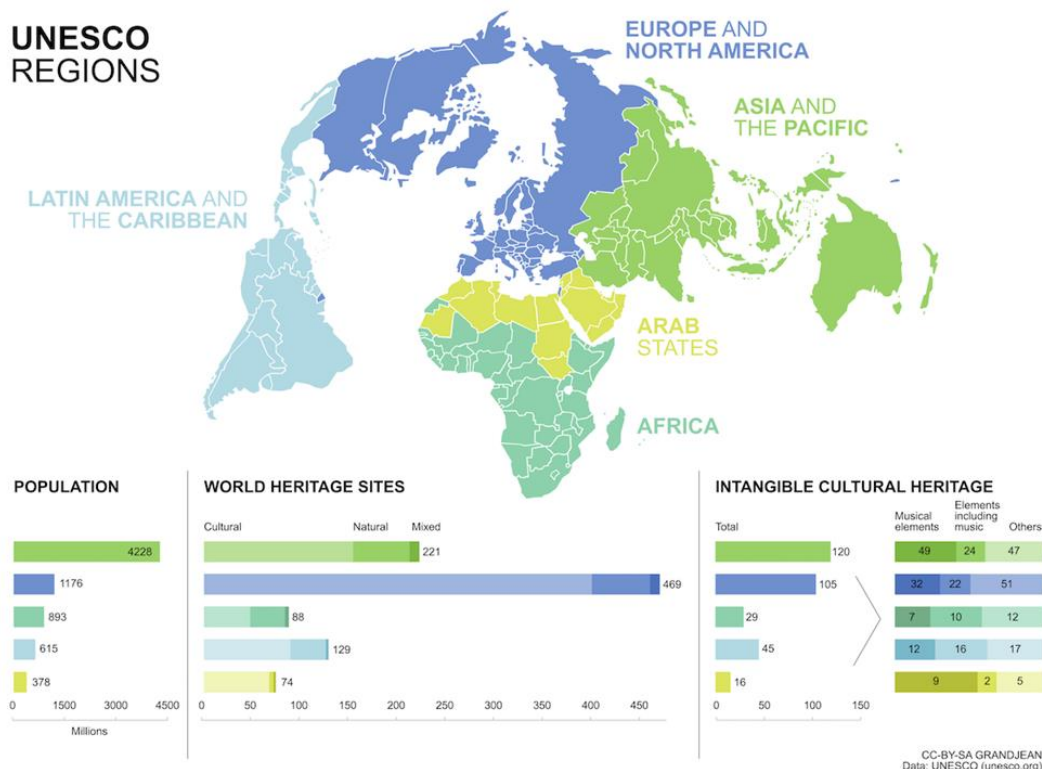 UNESCO
REGIONS
EUROPE AND
NORTH AMERICA
ASIA AND
THE PACIFIC
LATIN AMERICA AND
THE CARIBBEAN
ARAB
STATES
AFRICA
POPULATION
4228
1176
893
615
378
0 1500 3000 4500
Millions
WORLD HERITAGE SITES
Cultural Natural Mixed
221
469
88
129
74
0 50 100 150 200 250 300 350 400 450
INTANGIBLE CULTURAL HERITAGE
Total
120
105
29
45
16
0 50 100 150
Musical
elements
Elements
including
music
Others
49 24 47
32 22 51
7 10 12
12 16 17
9 2 5
CC-BY-SA GRANDJEAN
Data: UNESCO (unesco.org)